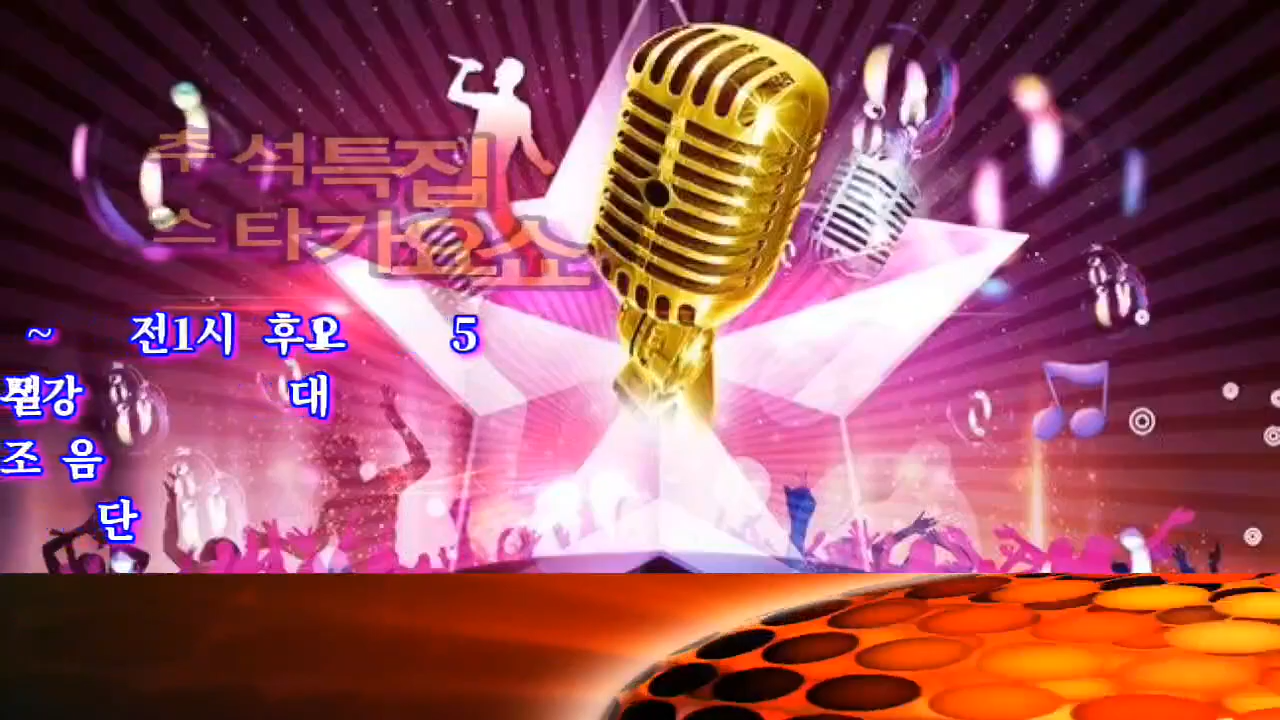 추석특집
스타가요쇼
~ 전1시 후 5
강 대
조 음
단